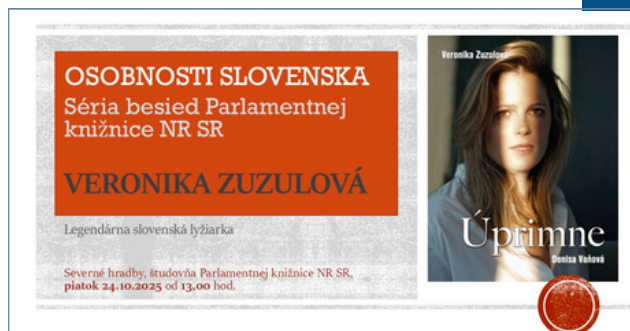 OSOBNOSTI SLOVENSKA
Séria besied Parlamentnej
knižnice NR SR
VERONIKA ZUZULOVÁ
Legendárna slovenská lyžiarka
Severné hradby, študovňa Parlamentnej knižnice NR SR,
piatok 24.10.2025 od 13,00 hod.
Veronika Zuzulová
Úprimne
Denisa Vaňová